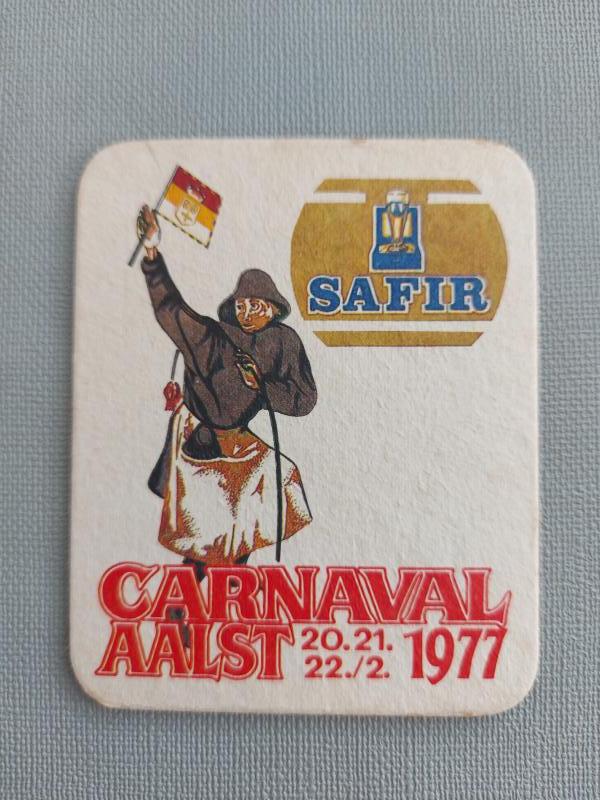 SAFIR
CARNAVAL
AALST 20.21. 1977
22./2.